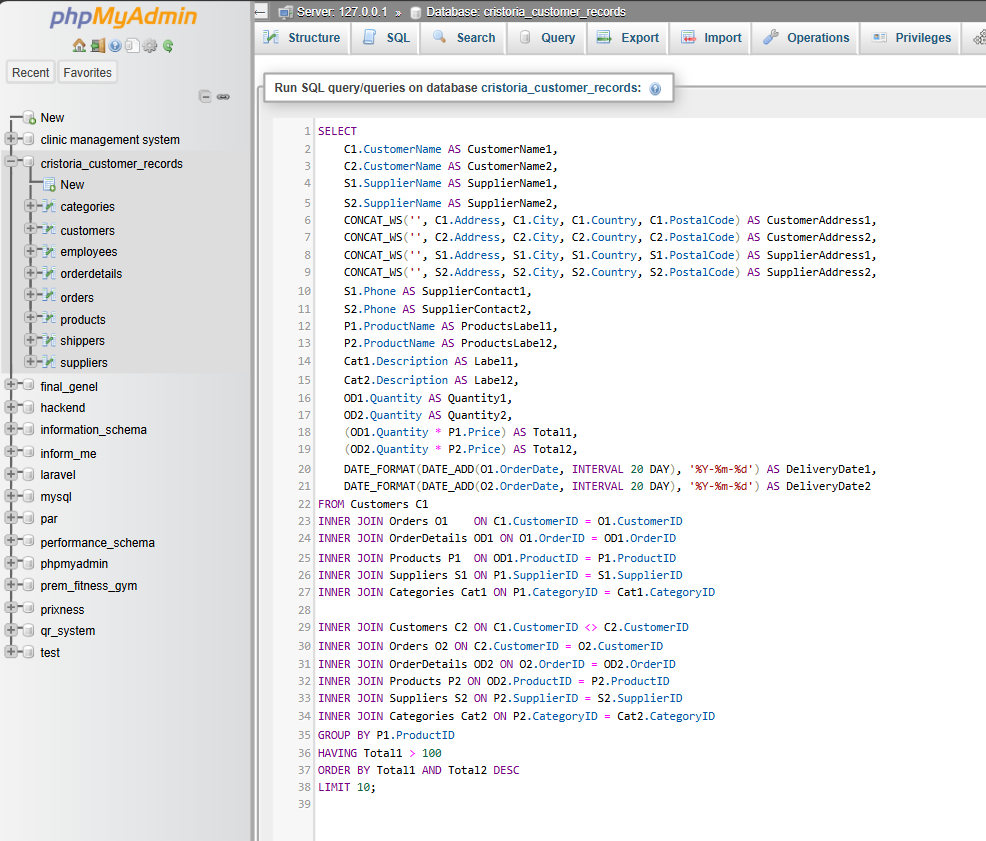 phpMyAdmin
Recent Favorites
New
clinic management system
cristoria_customer_records
New
categories
customers
employees
orderdetails
orders
products
shippers
suppliers
final_genel
hackend
information_schema
inform_me
laravel
mysql
par
performance_schema
phpmyadmin
prem_fitness_gym
prixness
qr_system
test
Server: 127.0.0.1 » Database: cristoria_customer_records
Structure SQL Search Query Export Import Operations Privileges
Run SQL query/queries on database cristoria_customer_records:
1 SELECT
2 C1.CustomerName AS CustomerName1,
3 C2.CustomerName AS CustomerName2,
4 S1.SupplierName AS SupplierName1,
5 S2.SupplierName AS SupplierName2,
6 CONCAT_WS('', C1.Address, C1.City, C1.Country, C1.PostalCode) AS CustomerAddress1,
7 CONCAT_WS('', C2.Address, C2.City, C2.Country, C2.PostalCode) AS CustomerAddress2,
8 CONCAT_WS('', S1.Address, S1.City, S1.Country, S1.PostalCode) AS SupplierAddress1,
9 CONCAT_WS('', S2.Address, S2.City, S2.Country, S2.PostalCode) AS SupplierAddress2,
10 S1.Phone AS SupplierContact1,
11 S2.Phone AS SupplierContact2,
12 P1.ProductName AS ProductsLabel1,
13 P2.ProductName AS ProductsLabel2,
14 Cat1.Description AS Label1,
15 Cat2.Description AS Label2,
16 OD1.Quantity AS Quantity1,
17 OD2.Quantity AS Quantity2,
18 (OD1.Quantity * P1.Price) AS Total1,
19 (OD2.Quantity * P2.Price) AS Total2,
20 DATE_FORMAT(DATE_ADD(O1.OrderDate, INTERVAL 20 DAY), '%Y-%m-%d') AS DeliveryDate1,
21 DATE_FORMAT(DATE_ADD(O2.OrderDate, INTERVAL 20 DAY), '%Y-%m-%d') AS DeliveryDate2
22 FROM Customers C1
23 INNER JOIN Orders O1 ON C1.CustomerID = O1.CustomerID
24 INNER JOIN OrderDetails OD1 ON O1.OrderID = OD1.OrderID
25 INNER JOIN Products P1 ON OD1.ProductID = P1.ProductID
26 INNER JOIN Suppliers S1 ON P1.SupplierID = S1.SupplierID
27 INNER JOIN Categories Cat1 ON P1.CategoryID = Cat1.CategoryID
28
29 INNER JOIN Customers C2 ON C1.CustomerID <> C2.CustomerID
30 INNER JOIN Orders O2 ON C2.CustomerID = O2.CustomerID
31 INNER JOIN OrderDetails OD2 ON O2.OrderID = OD2.OrderID
32 INNER JOIN Products P2 ON OD2.ProductID = P2.ProductID
33 INNER JOIN Suppliers S2 ON P2.SupplierID = S2.SupplierID
34 INNER JOIN Categories Cat2 ON P2.CategoryID = Cat2.CategoryID
35 GROUP BY P1.ProductID
36 HAVING Total1 > 100
37 ORDER BY Total1 AND Total2 DESC
38 LIMIT 10;
39